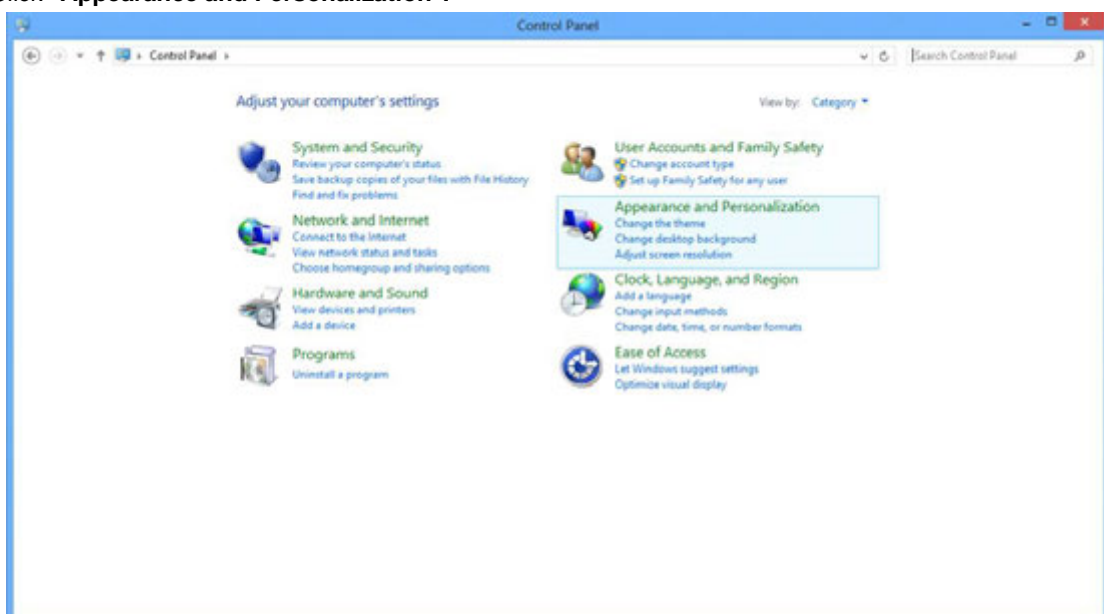 "Appearance and Personalization".
Control Panel
Control Panel
Search Control Panel
Adjust your computer's settings
View by: Category
System and Security
Review your computer's status
Save backup copies of your files with File History
Find and fix problems
Network and Internet
Connect to the Internet
View network status and tasks
Choose homegroup and sharing options
Hardware and Sound
View devices and printers
Add a device
Programs
Uninstall a program
User Accounts and Family Safety
Change account type
Set up Family Safety for any user
Appearance and Personalization
Change the theme
Change desktop background
Adjust screen resolution
Clock, Language, and Region
Add a language
Change input methods
Change date, time, or number formats
Ease of Access
Let Windows suggest settings
Optimize visual display